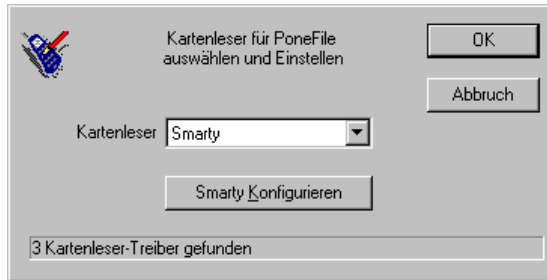 Kartenleser für PoneFile
auswählen und Einstellen
OK
Abbruch
Kartenleser Smarty
Smarty Konfigurieren
3 Kartenleser-Treiber gefunden